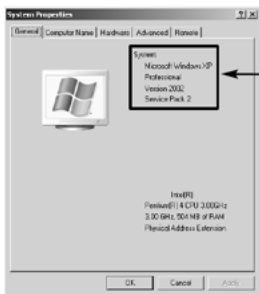 System Properties
General Computer Name Hardware Advanced Remote
System:
Microsoft Windows XP
Professional
Version 2002
Service Pack 2
Intel(R)
Pentium(R) 4 CPU 3.00GHz
3.00 GHz, 504 MB of RAM
Physical Address Extension
OK Cancel Apply